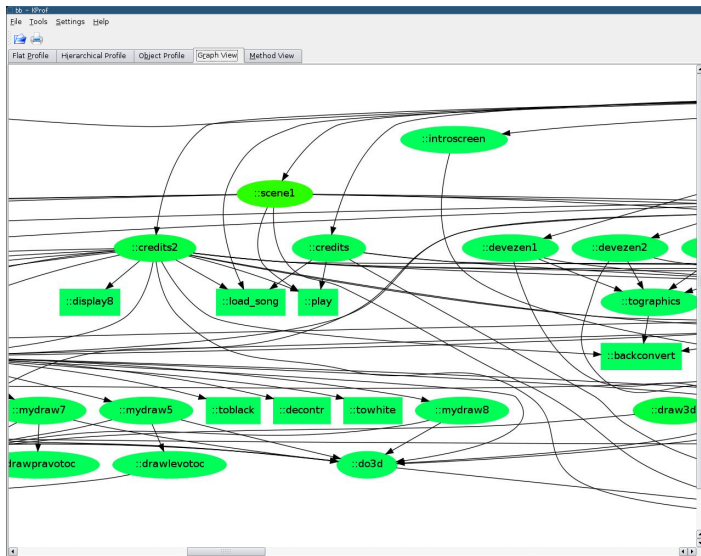 bb - KProf
File Tools Settings Help
Flat Profile Hierarchical Profile Object Profile Graph View Method View
::introscreen
::scene1
::credits2 ::credits ::devezen1 ::devezen2
::display8 ::load_song ::play ::tographics
::backconvert
::mydraw7 ::mydraw5 ::toblack ::decontr ::towhite ::mydraw8 ::draw3d
drawpravotoc ::drawlevotoc ::do3d